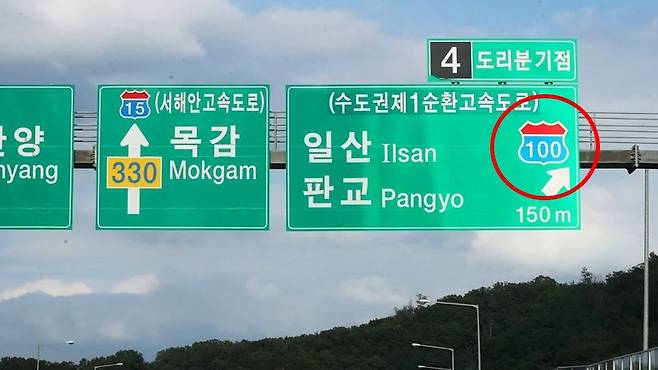 양
nyang
15
(서해안고속도로)
330
목감
Mokgam
4
도리분기점
(수도권제1순환고속도로)
일산 Ilsan
100
판교 Pangyo
150 m